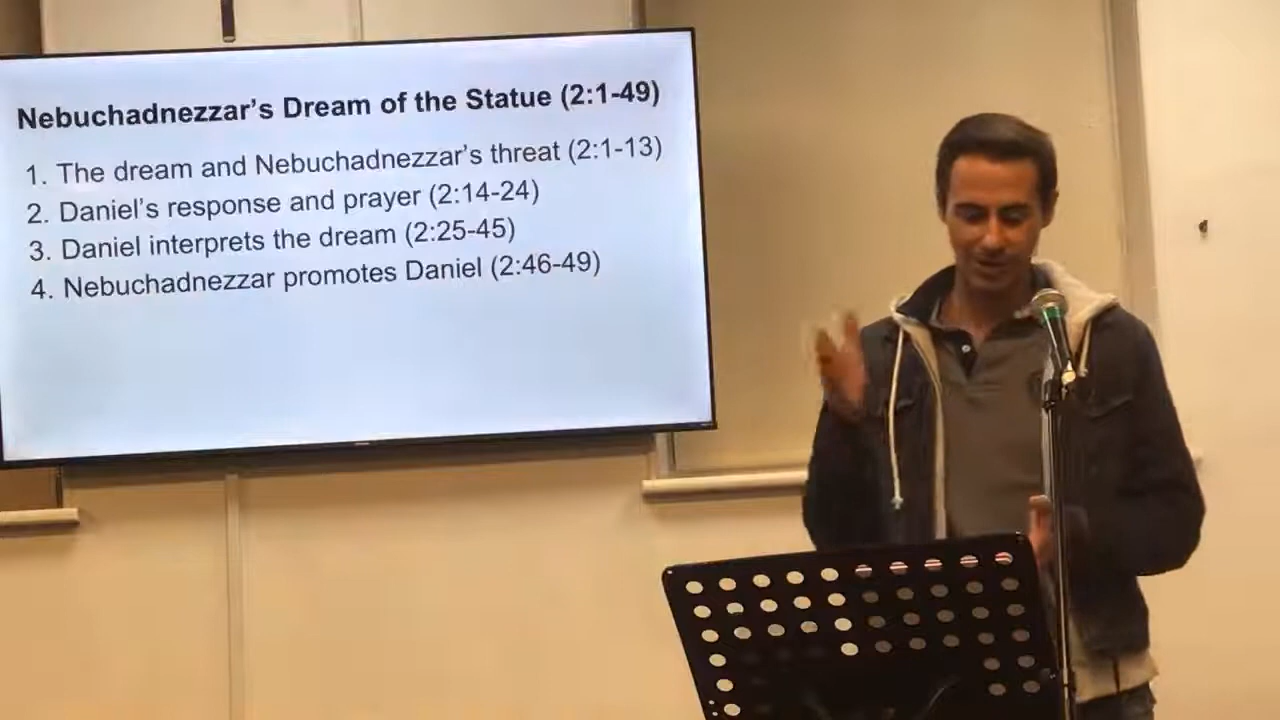 Nebuchadnezzar’s Dream of the Statue (2:1-49)
1. The dream and Nebuchadnezzar’s threat (2:1-13)
2. Daniel’s response and prayer (2:14-24)
3. Daniel interprets the dream (2:25-45)
4. Nebuchadnezzar promotes Daniel (2:46-49)